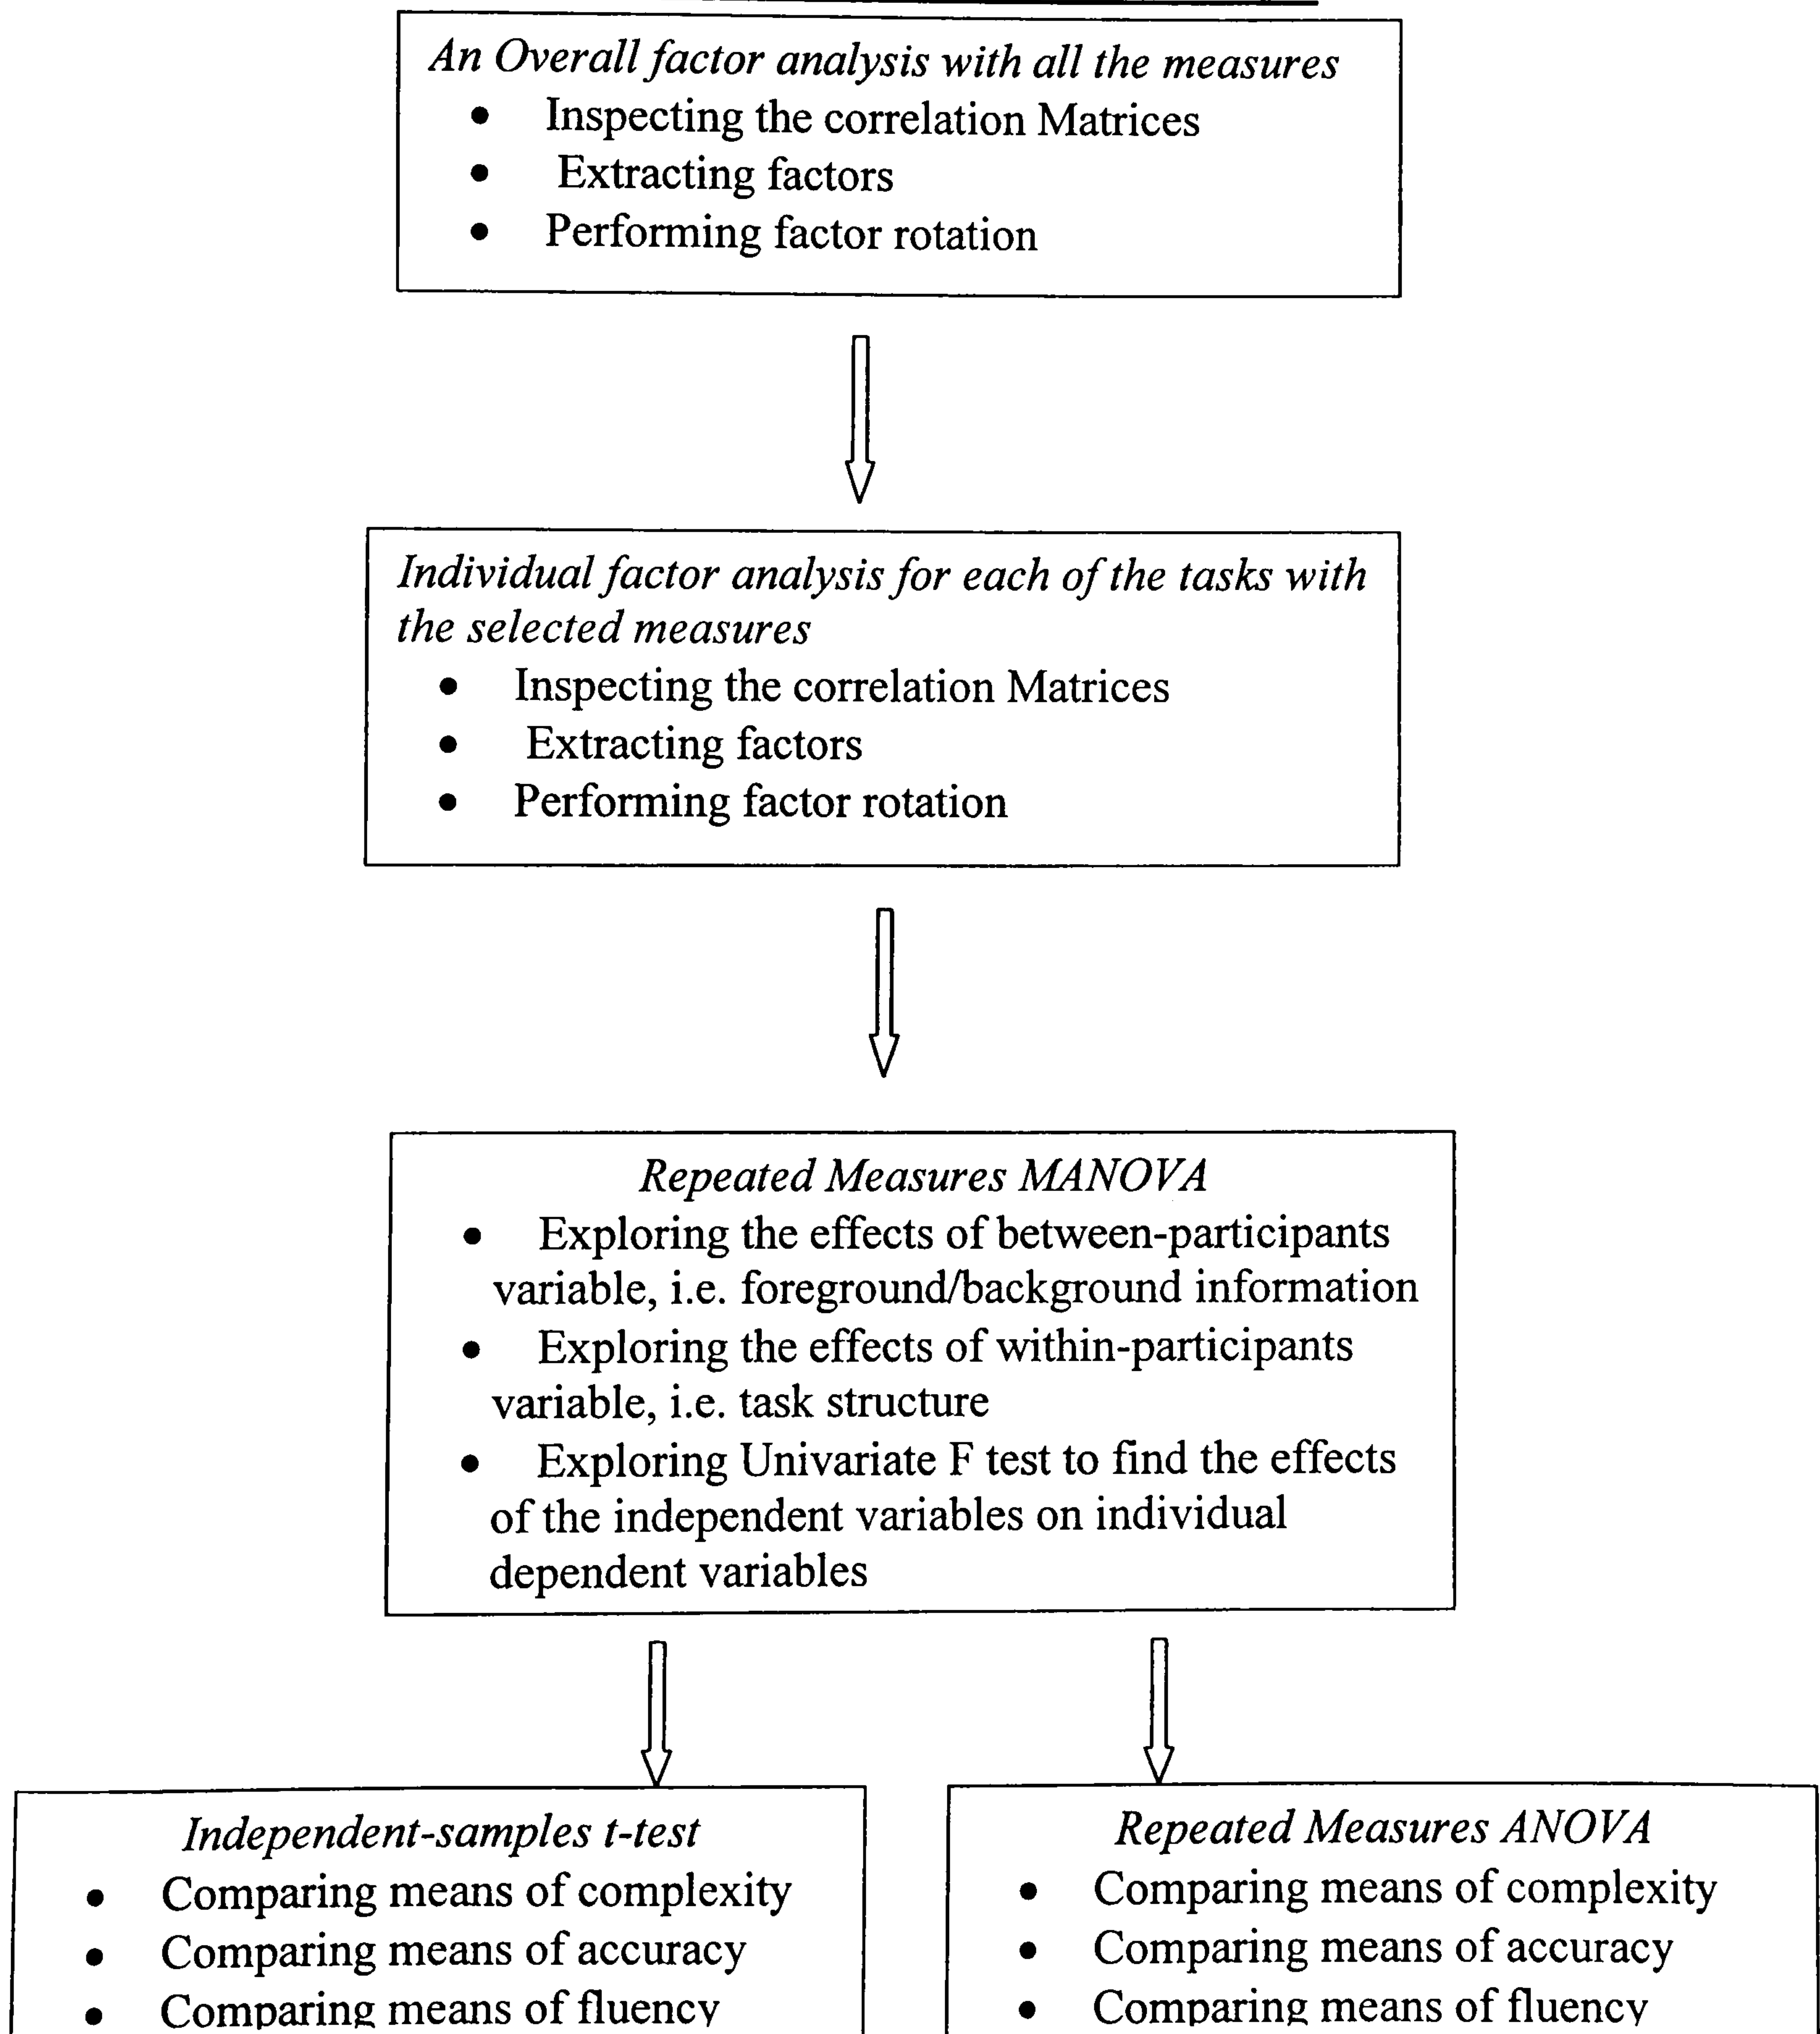 An Overall factor analysis with all the measures
• Inspecting the correlation Matrices
• Extracting factors
• Performing factor rotation
Individual factor analysis for each of the tasks with
the selected measures
• Inspecting the correlation Matrices
• Extracting factors
• Performing factor rotation
Repeated Measures MANOVA
• Exploring the effects of between-participants
variable, i.e. foreground/background information
• Exploring the effects of within-participants
variable, i.e. task structure
• Exploring Univariate F test to find the effects
of the independent variables on individual
dependent variables
Independent-samples t-test
• Comparing means of complexity
• Comparing means of accuracy
• Comparing means of fluency
Repeated Measures ANOVA
• Comparing means of complexity
• Comparing means of accuracy
• Comparing means of fluency